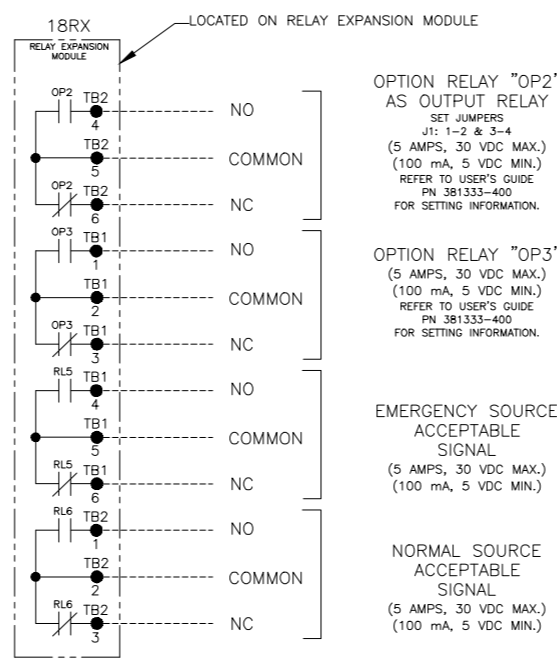 LOCATED ON RELAY EXPANSION MODULE
18RX
RELAY EXPANSION
MODULE
OP2
TB2
4
NO
TB2
5
COMMON
OP2
TB2
6
NC
OPTION RELAY "OP2"
AS OUTPUT RELAY
SET JUMPERS
J1: 1-2 & 3-4
(5 AMPS, 30 VDC MAX.)
(100 mA, 5 VDC MIN.)
REFER TO USER'S GUIDE
PN 381333-400
FOR SETTING INFORMATION.
OP3
TB1
1
NO
TB1
2
COMMON
OP3
TB1
3
NC
OPTION RELAY "OP3"
(5 AMPS, 30 VDC MAX.)
(100 mA, 5 VDC MIN.)
REFER TO USER'S GUIDE
PN 381333-400
FOR SETTING INFORMATION.
RL5
TB1
4
NO
TB1
5
COMMON
RL5
TB1
6
NC
EMERGENCY SOURCE
ACCEPTABLE
SIGNAL
(5 AMPS, 30 VDC MAX.)
(100 mA, 5 VDC MIN.)
RL6
TB2
1
NO
TB2
2
COMMON
RL6
TB2
3
NC
NORMAL SOURCE
ACCEPTABLE
SIGNAL
(5 AMPS, 30 VDC MAX.)
(100 mA, 5 VDC MIN.)